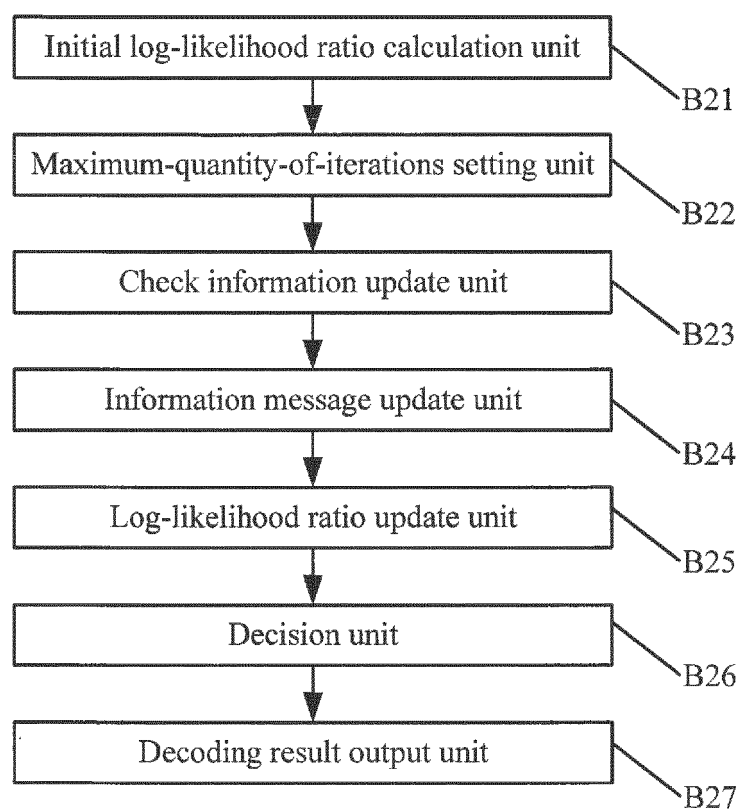 Initial log-likelihood ratio calculation unit
B21
Maximum-quantity-of-iterations setting unit
B22
Check information update unit
B23
Information message update unit
B24
Log-likelihood ratio update unit
B25
Decision unit
B26
Decoding result output unit
B27